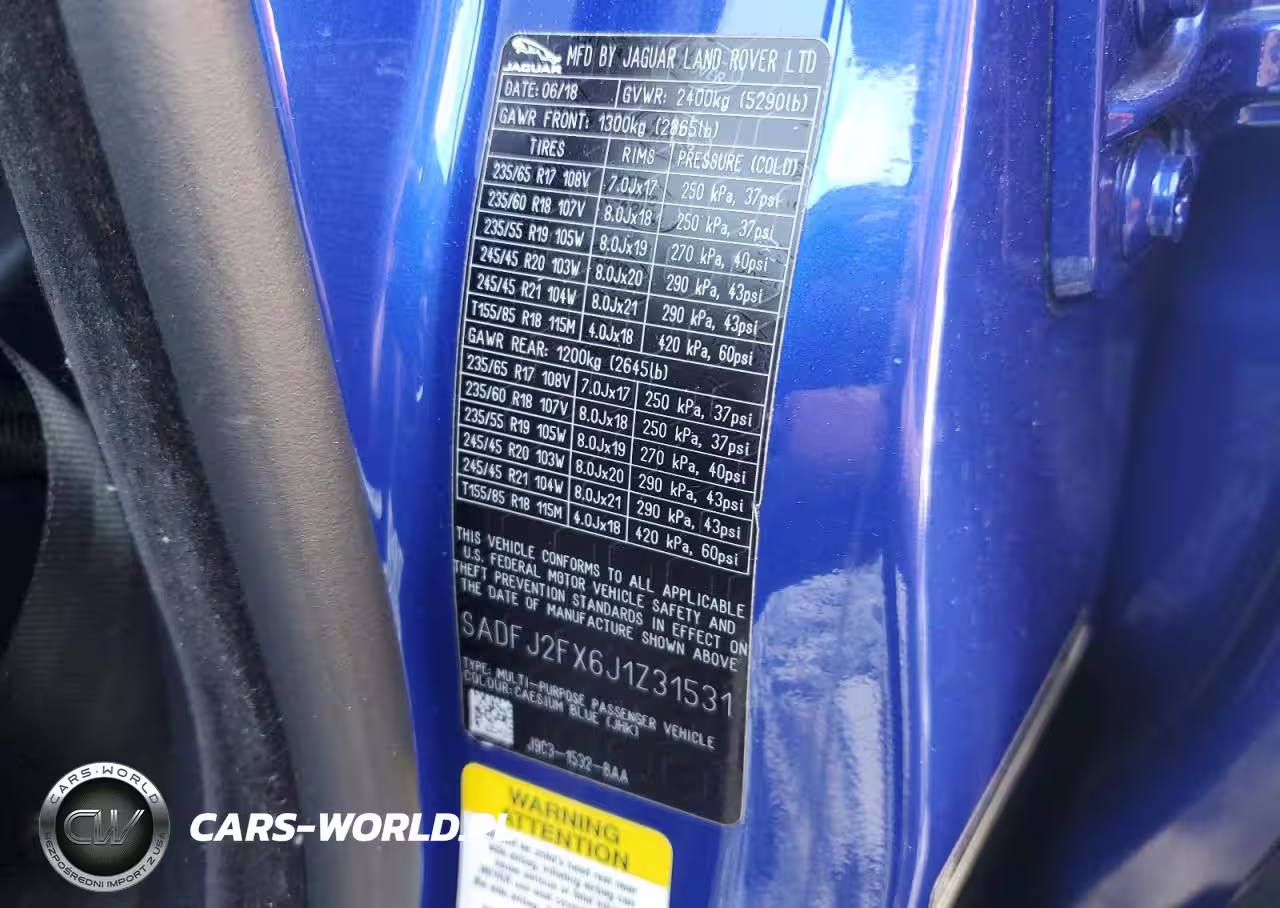 JAGUAR MFD BY JAGUAR LAND ROVER LTD
DATE: 06/18 GVWR: 2400kg (5290lb)
GAWR FRONT: 1300kg (2865lb)
TIRES RIMS PRESSURE (COLD)
235/65 R17 108V 7.0Jx17 250 kPa, 37psi
235/60 R18 107V 8.0Jx18 250 kPa, 37psi
235/55 R19 105W 8.0Jx19 270 kPa, 40psi
245/45 R20 103W 8.0Jx20 290 kPa, 43psi
245/45 R21 104W 8.0Jx21 290 kPa, 43psi
T155/85 R18 115M 4.0Jx18 420 kPa, 60psi
GAWR REAR: 1200kg (2645lb)
235/65 R17 108V 7.0Jx17 250 kPa, 37psi
235/60 R18 107V 8.0Jx18 250 kPa, 37psi
235/55 R19 105W 8.0Jx19 270 kPa, 40psi
245/45 R20 103W 8.0Jx20 290 kPa, 43psi
245/45 R21 104W 8.0Jx21 290 kPa, 43psi
T155/85 R18 115M 4.0Jx18 420 kPa, 60psi
THIS VEHICLE CONFORMS TO ALL APPLICABLE
U.S. FEDERAL MOTOR VEHICLE SAFETY AND
THEFT PREVENTION STANDARDS IN EFFECT ON
THE DATE OF MANUFACTURE SHOWN ABOVE
SADFJ2FX6J1Z31531
TYPE: MULTI-PURPOSE PASSENGER VEHICLE
COLOUR: CAESIUM BLUE (JHK)
J9C3-1532-BAA
WARNING
ATTENTION
CARS-WORLD
CW
BEZPOŚREDNI IMPORT Z USA
CARS-WORLD.PL